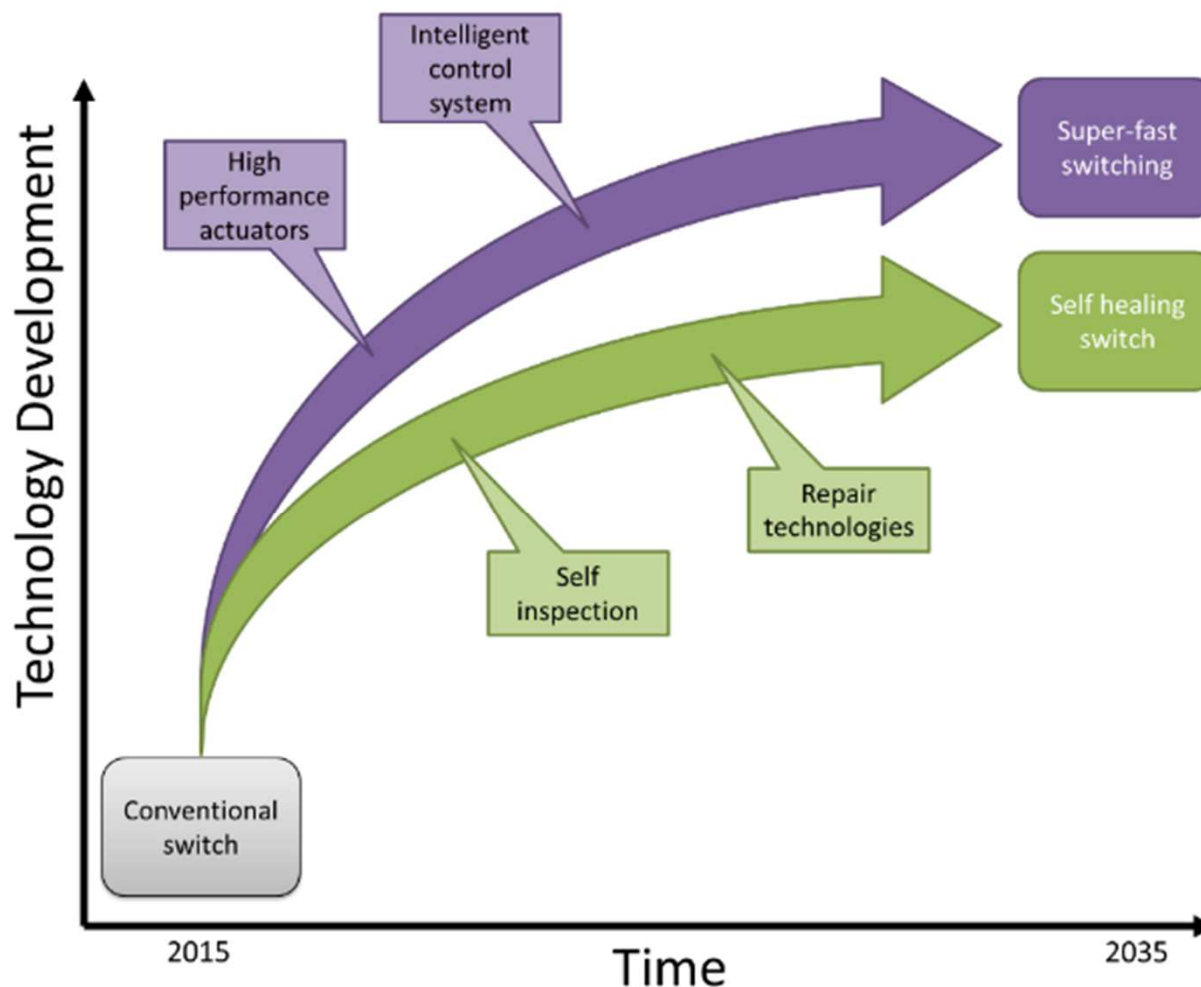 Intelligent
control
system
High
performance
actuators
Super-fast
switching
Self healing
switch
Repair
technologies
Self
inspection
Conventional
switch
Technology Development
2015
Time
2035